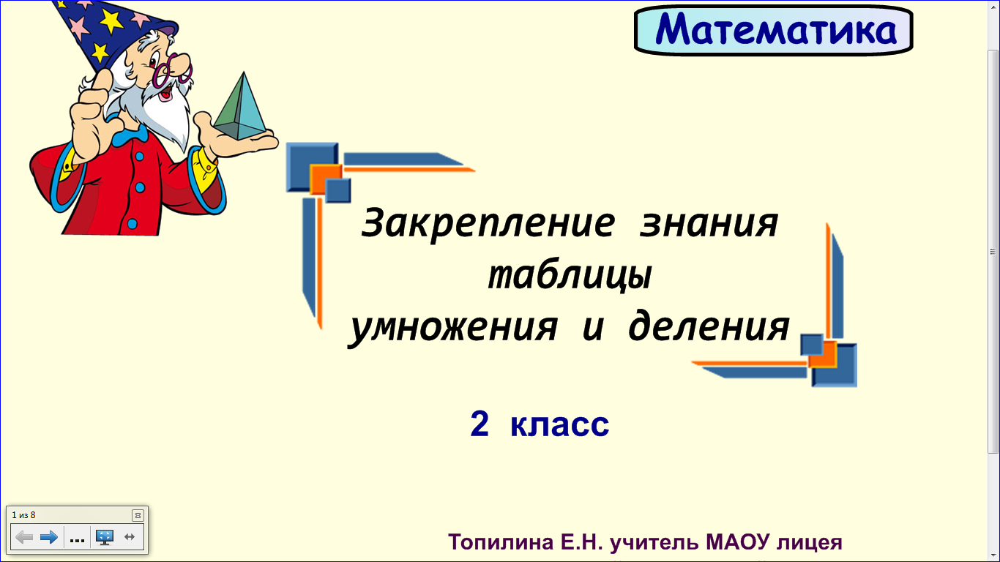 Математика
Закрепление знания
таблицы
умножения и деления
2 класс
1 из 8
...
Топилина Е.Н. учитель МАОУ лицея